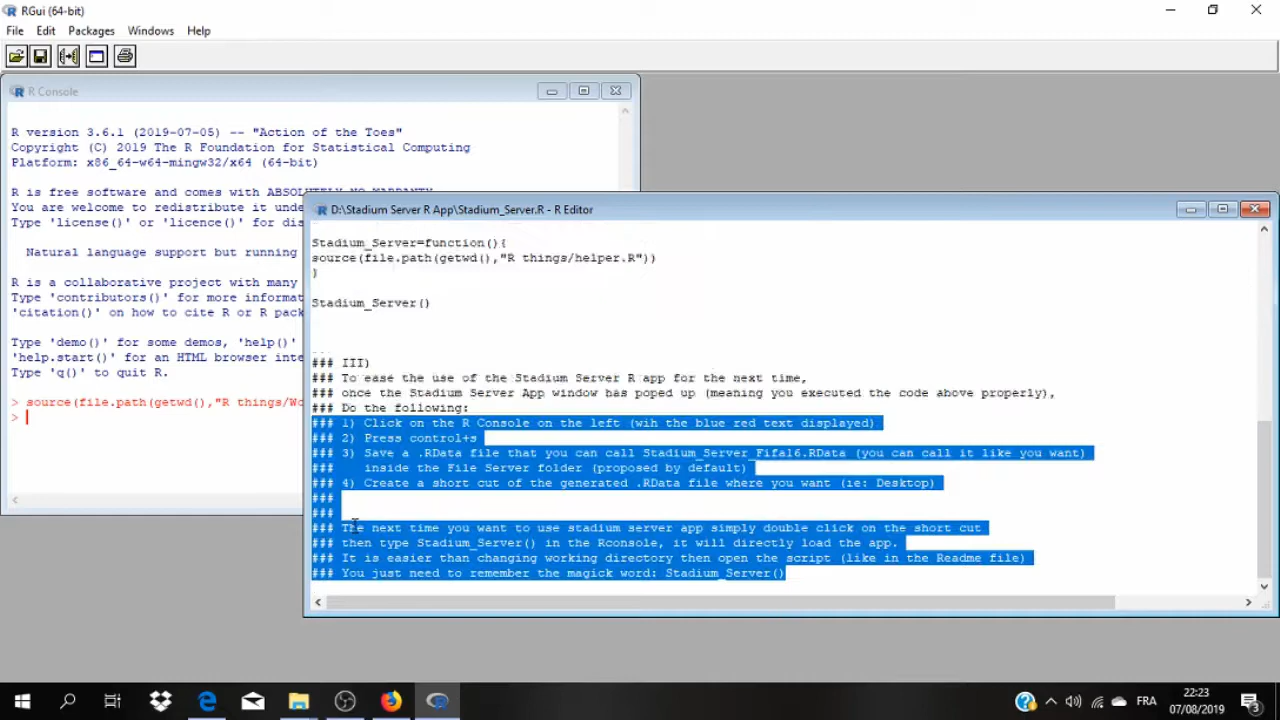 RGui (64-bit)
File Edit Packages Windows Help
R Console
R version 3.6.1 (2019-07-05) -- "Action of the Toes"
Copyright (C) 2019 The R Foundation for Statistical Computing
Platform: x86_64-w64-mingw32/x64 (64-bit)
R is free software and comes with ABSOLUTELY NO WARRANTY
You are welcome to redistribute it unde
Type 'license()' or 'licence()' for dis
Natural language support but running
R is a collaborative project with many
Type 'contributors()' for more informat
'citation()' on how to cite R or R pack
Type 'demo()' for some demos, 'help()'
'help.start()' for an HTML browser inte
Type 'q()' to quit R.
> source(file.path(getwd(),"R things/Wo
>
D:\Stadium Server R App\Stadium_Server.R - R Editor
Stadium_Server=function(){
source(file.path(getwd(),"R things/helper.R"))
}
Stadium_Server()
### III)
### To ease the use of the Stadium Server R app for the next time,
### once the Stadium Server App window has poped up (meaning you executed the code above properly),
### Do the following:
### 1) Click on the R Console on the left (wih the blue red text displayed)
### 2) Press control+s
### 3) Save a .RData file that you can call Stadium_Server_Fifa16.RData (you can call it like you want)
### inside the File Server folder (proposed by default)
### 4) Create a short cut of the generated .RData file where you want (ie: Desktop)
###
###
### The next time you want to use stadium server app simply double click on the short cut
### then type Stadium_Server() in the Rconsole, it will directly load the app.
### It is easier than changing working directory then open the script (like in the Readme file)
### You just need to remember the magick word: Stadium_Server()
FRA
22:23
07/08/2019
3